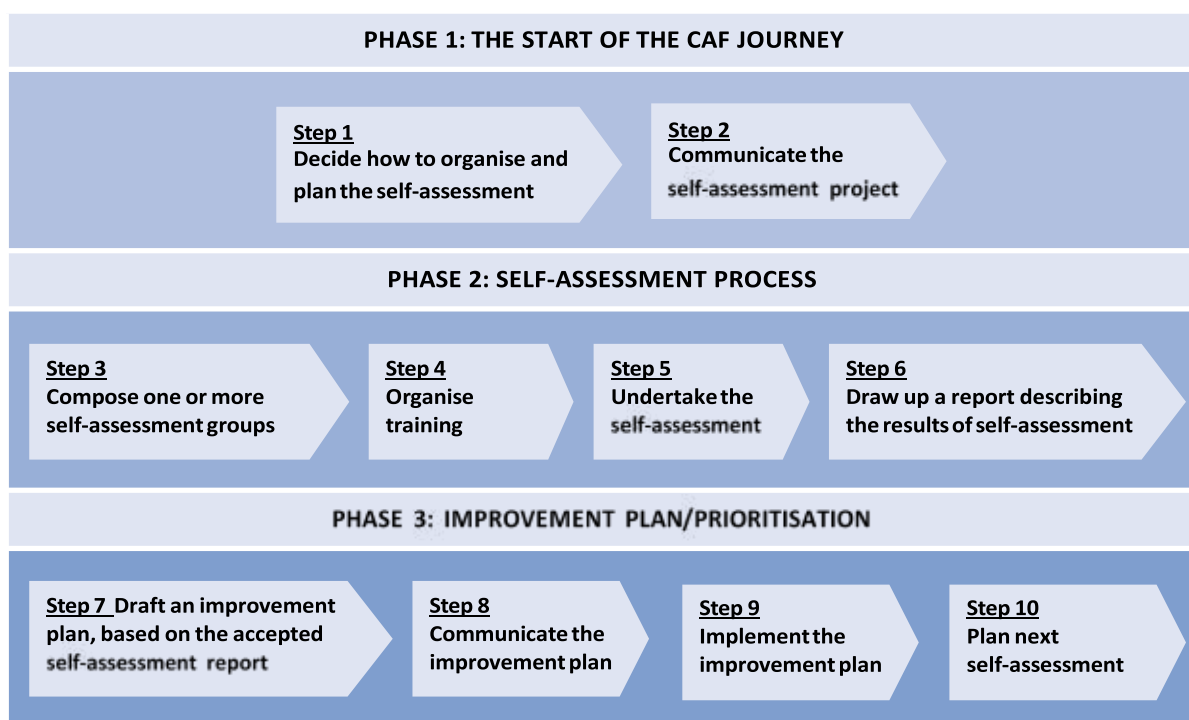 PHASE 1: THE START OF THE CAF JOURNEY
Step 1
Decide how to organise and
plan the self-assessment
Step 2
Communicate the
self-assessment project
PHASE 2: SELF-ASSESSMENT PROCESS
Step 3
Compose one or more
self-assessment groups
Step 4
Organise
training
Step 5
Undertake the
self-assessment
Step 6
Draw up a report describing
the results of self-assessment
PHASE 3: IMPROVEMENT PLAN/PRIORITISATION
Step 7 Draft an improvement
plan, based on the accepted
self-assessment report
Step 8
Communicate the
improvement plan
Step 9
Implement the
improvement plan
Step 10
Plan next
self-assessment